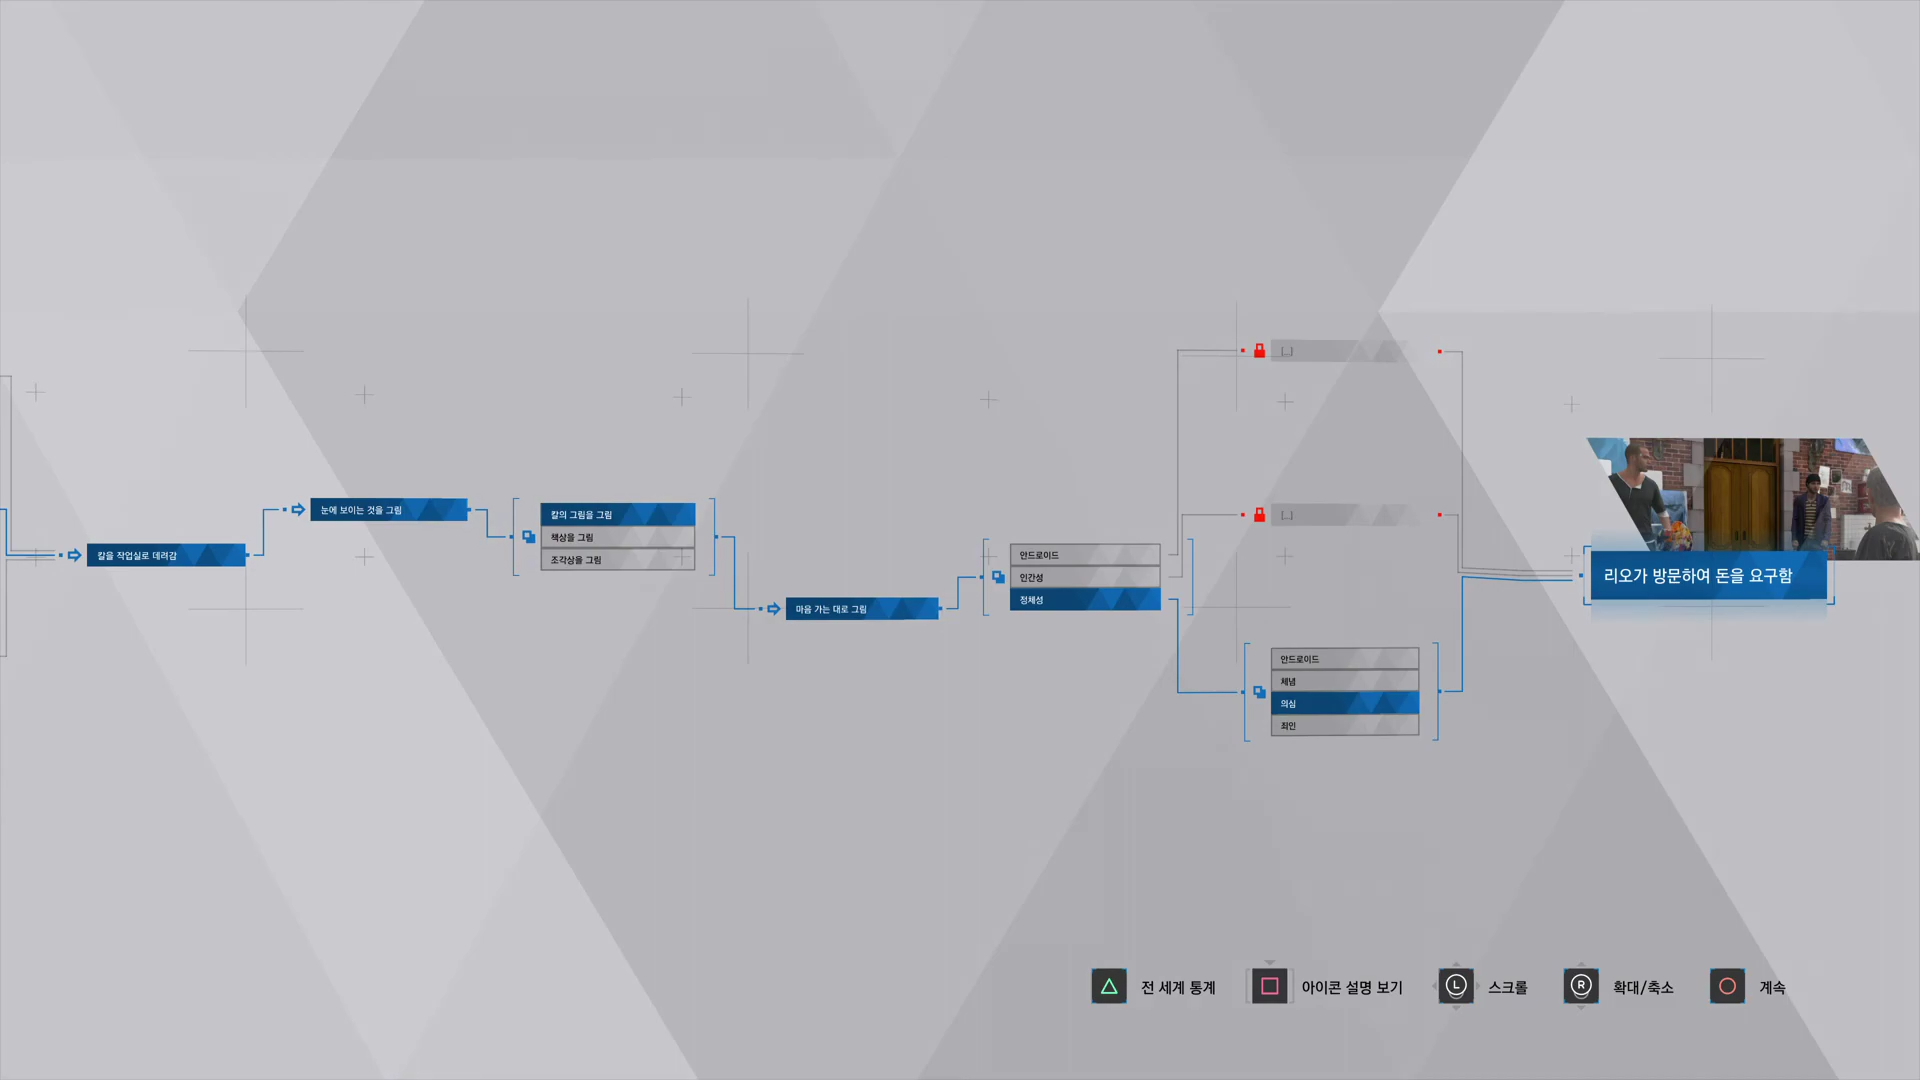 칼을 작업실로 데려감
눈에 보이는 것을 그림
칼의 그림을 그림
책상을 그림
조각상을 그림
마음 가는 대로 그림
안드로이드
인간성
정체성
[...]
[...]
안드로이드
체념
의심
죄인
리오가 방문하여 돈을 요구함
전 세계 통계
아이콘 설명 보기
L
스크롤
R
확대/축소
계속